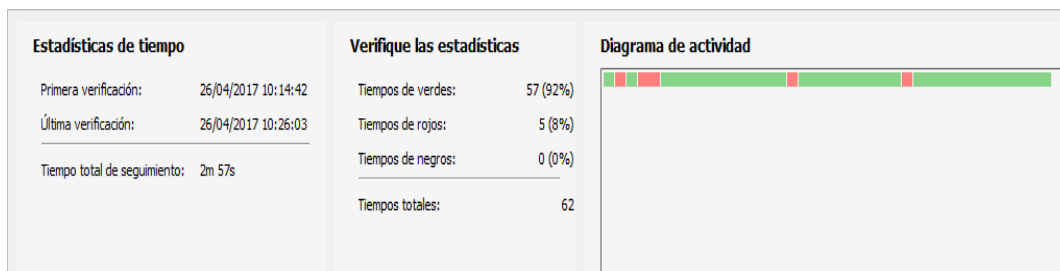 Estadísticas de tiempo
Primera verificación: 26/04/2017 10:14:42
Última verificación: 26/04/2017 10:26:03
Tiempo total de seguimiento: 2m 57s
Verifique las estadísticas
Tiempos de verdes: 57 (92%)
Tiempos de rojos: 5 (8%)
Tiempos de negros: 0 (0%)
Tiempos totales: 62
Diagrama de actividad